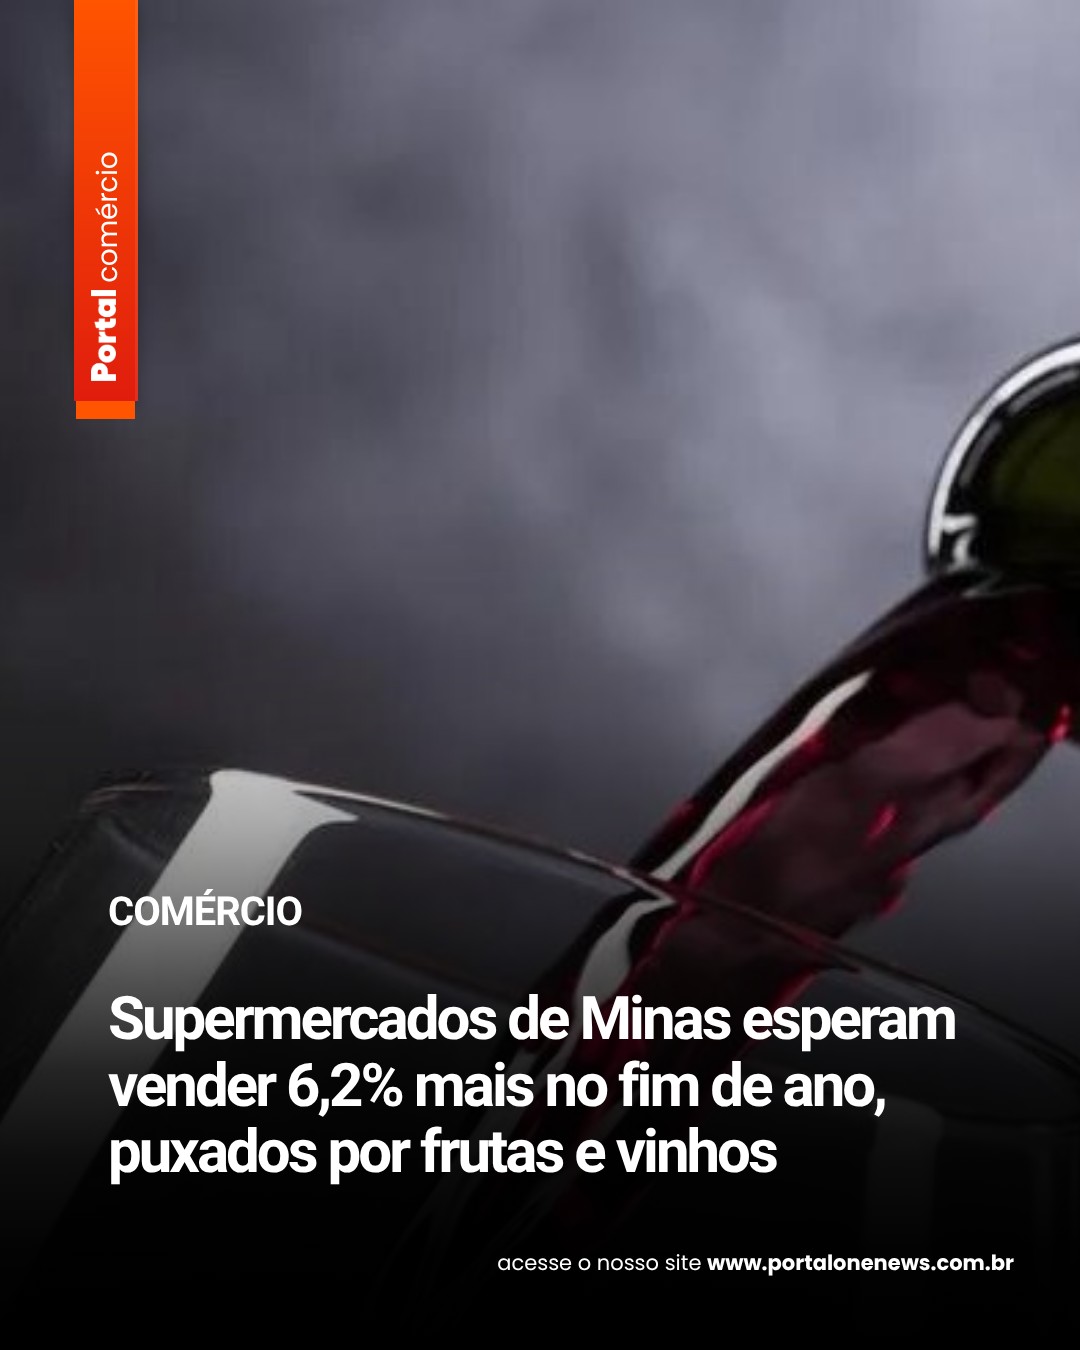 Portal comércio
COMÉRCIO
Supermercados de Minas esperam
vender 6,2% mais no fim de ano,
puxados por frutas e vinhos
acesse o nosso site www.portalonenews.com.br